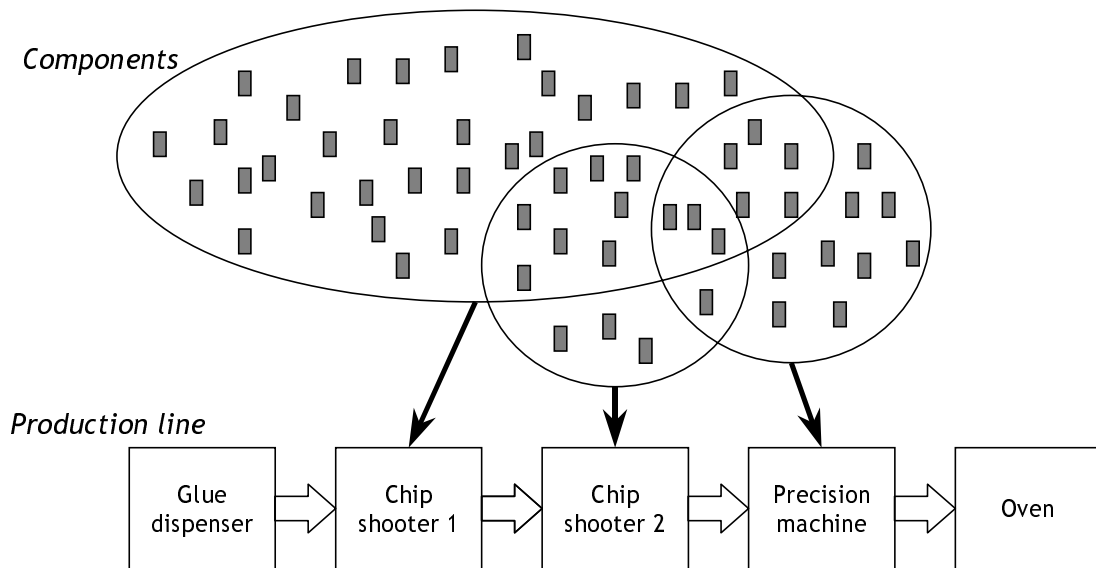 Components
Production line
Glue
dispenser
Chip
shooter 1
Chip
shooter 2
Precision
machine
Oven